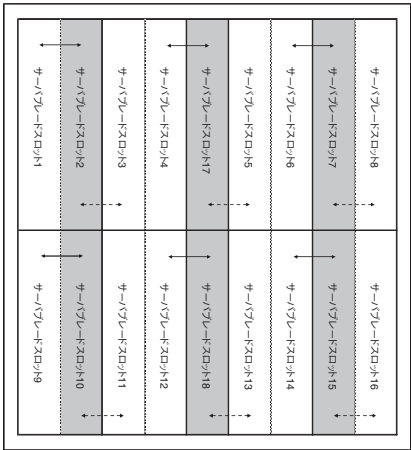 サーバブレードスロット1
サーバブレードスロット2
サーバブレードスロット3
サーバブレードスロット4
サーバブレードスロット17
サーバブレードスロット5
サーバブレードスロット6
サーバブレードスロット7
サーバブレードスロット8
サーバブレードスロット9
サーバブレードスロット10
サーバブレードスロット11
サーバブレードスロット12
サーバブレードスロット18
サーバブレードスロット13
サーバブレードスロット14
サーバブレードスロット15
サーバブレードスロット16